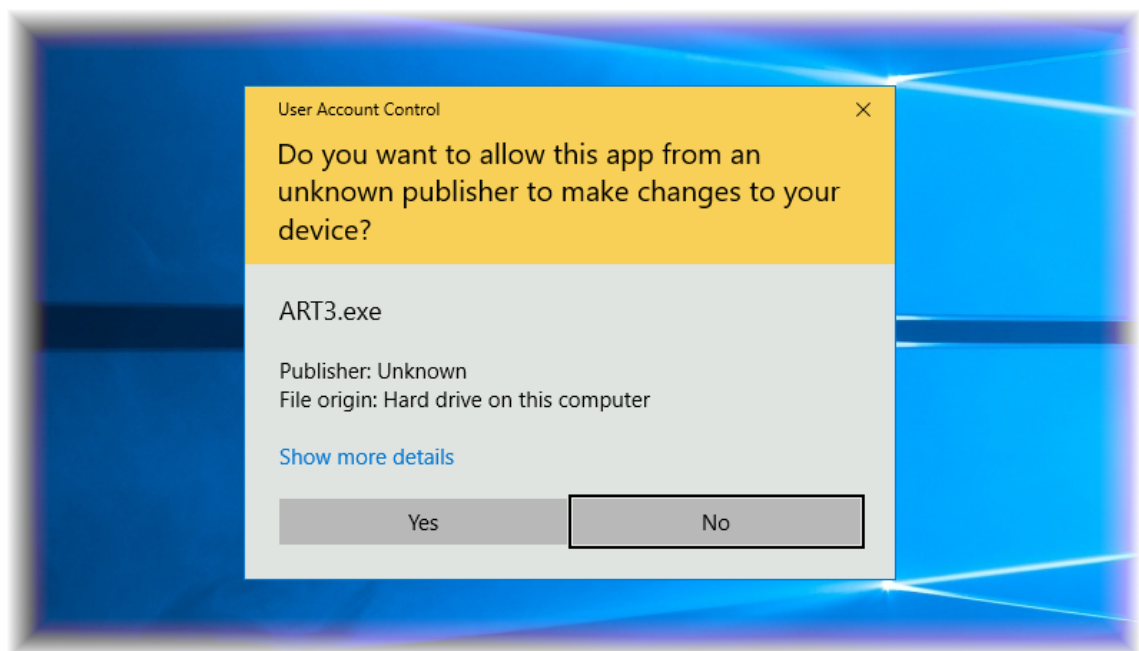 User Account Control
Do you want to allow this app from an
unknown publisher to make changes to your
device?
ART3.exe
Publisher: Unknown
File origin: Hard drive on this computer
Show more details
Yes
No